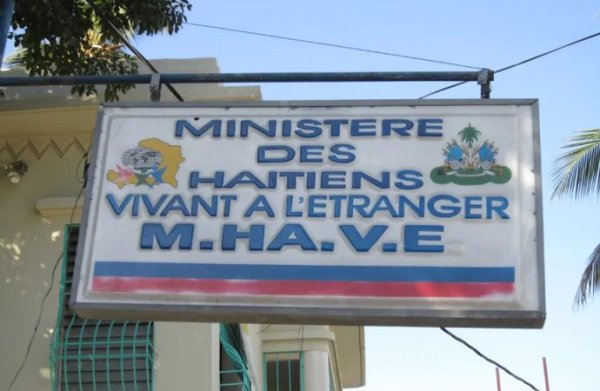 MINISTERE
DES
HAITIENS
VIVANT A L'ETRANGER
M.HA.V.E